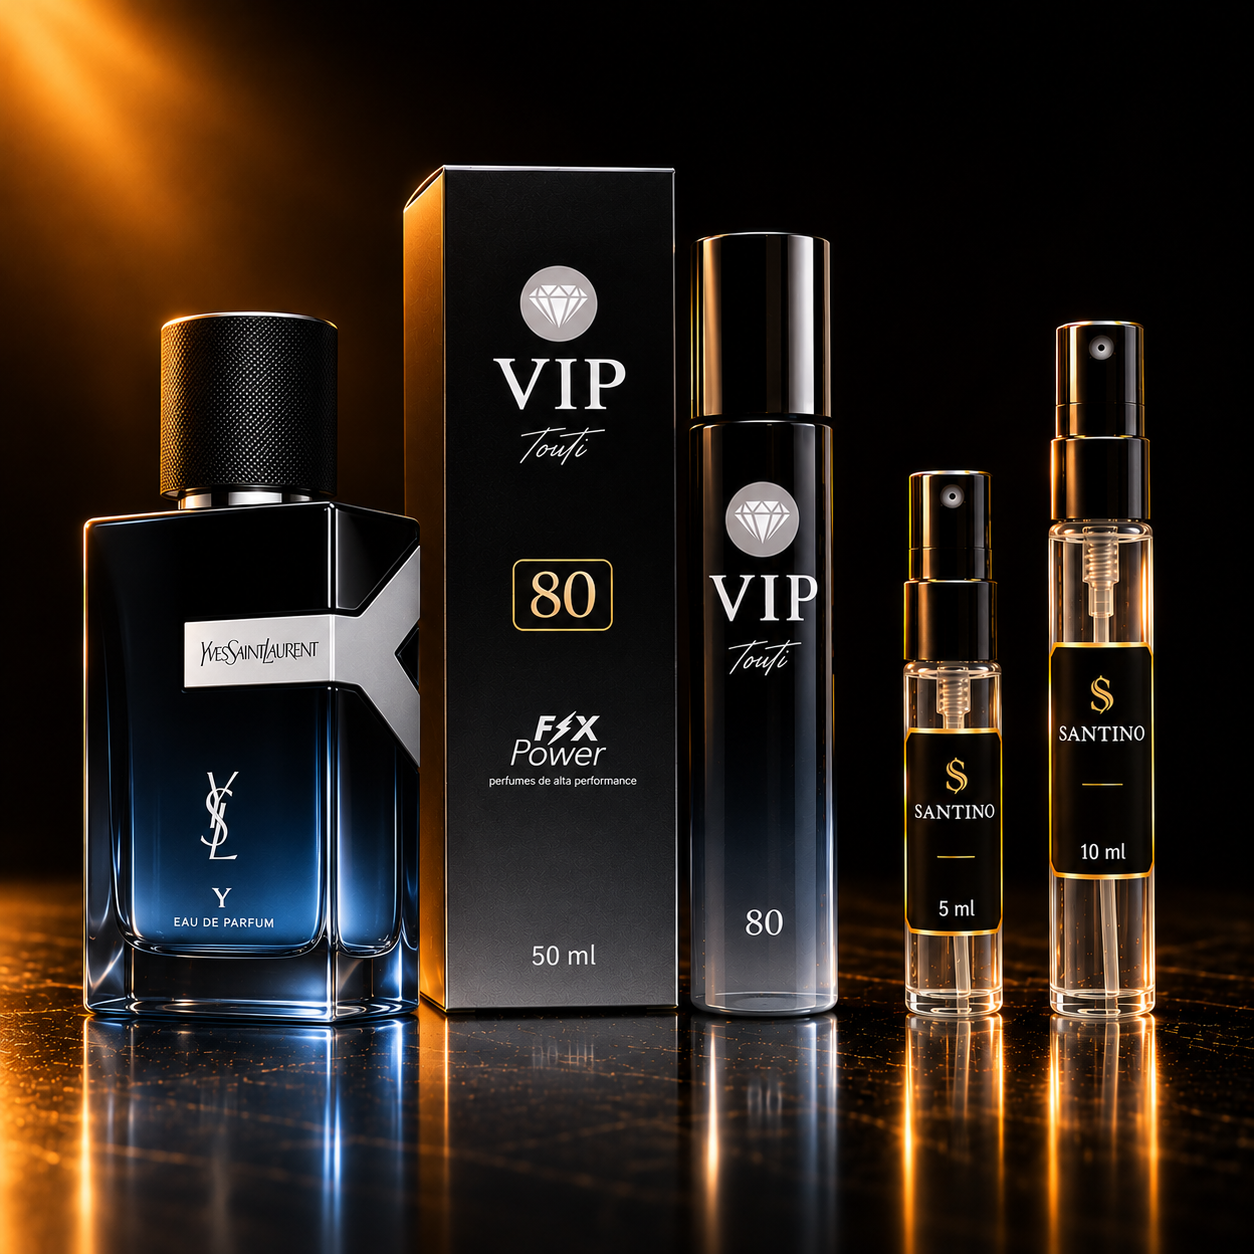 YVESSAINTLAURENT
YSL
Y
EAU DE PARFUM
VIP
Touti
80
FX
Power
perfumes de alta performance
50 ml
VIP
Touti
80
S
SANTINO
5 ml
S
SANTINO
10 ml